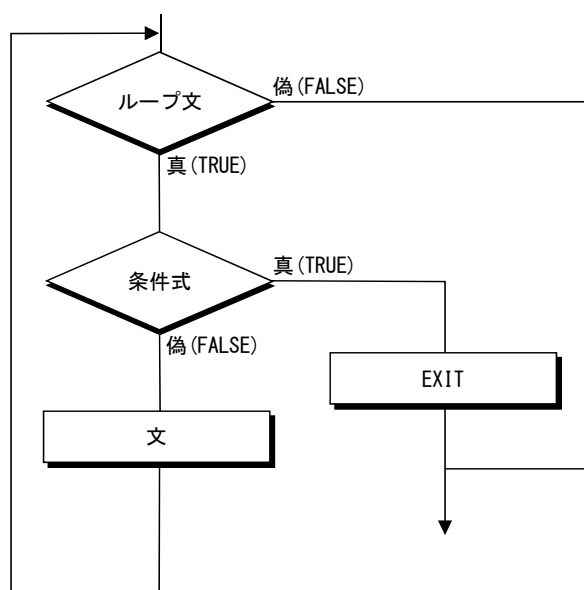 ループ文
偽(FALSE)
真(TRUE)
条件式
真(TRUE)
偽(FALSE)
EXIT
文